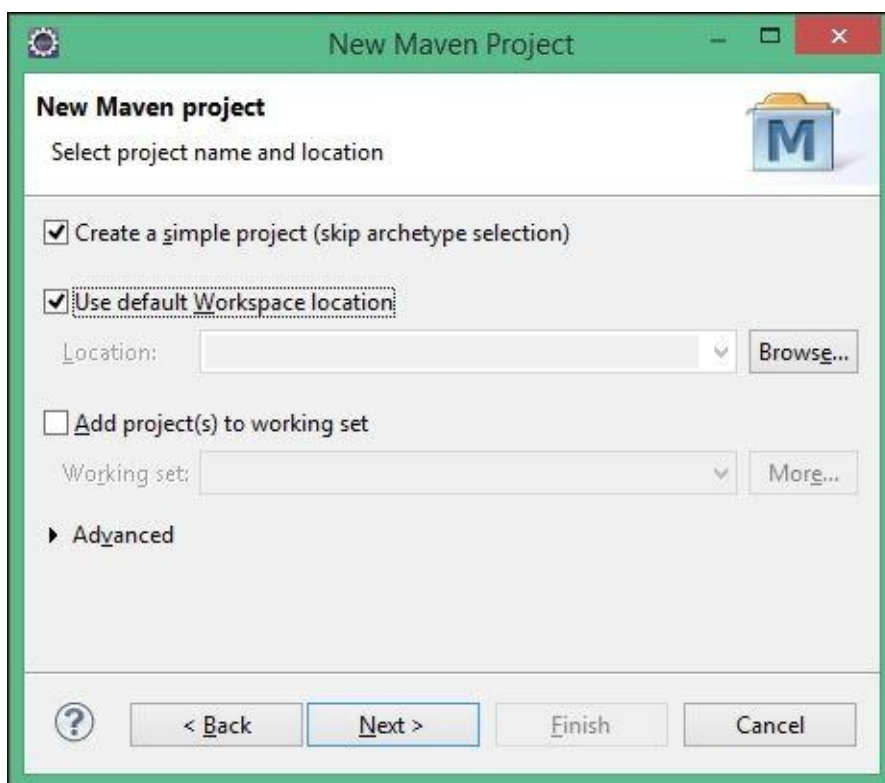 New Maven Project
New Maven project
M
Select project name and location
Create a simple project (skip archetype selection)
Use default Workspace location
Location:
Browse...
Add project(s) to working set
Working set:
More...
Advanced
?
< Back
Next >
Finish
Cancel